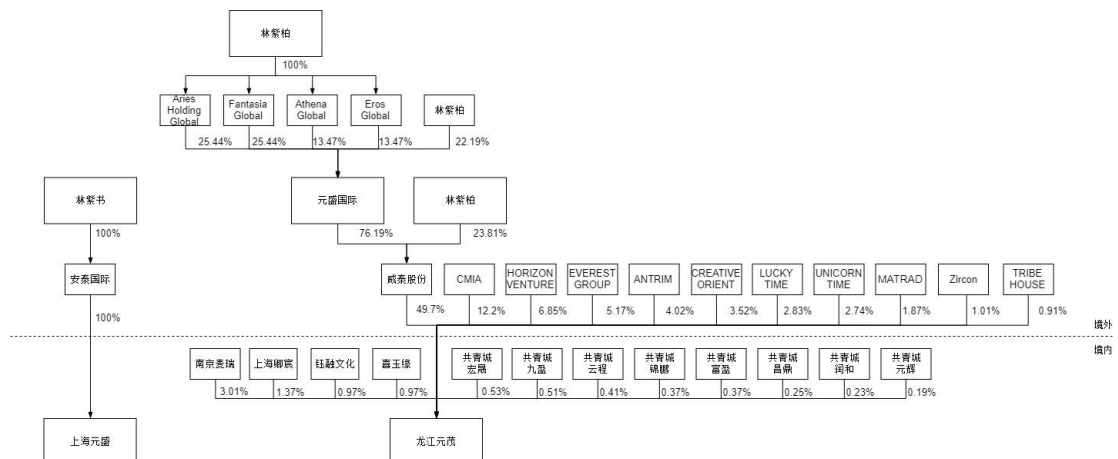 林紫柏
100%
Aries
Holding
Global
Fantasia
Global
Athena
Global
Eros
Global
林紫柏
25.44%
25.44%
13.47%
13.47%
22.19%
林紫书
元盛国际
林紫柏
100%
76.19%
23.81%
安泰国际
威泰股份
CMIA
HORIZON
VENTURE
EVEREST
GROUP
ANTRIM
CREATIVE
ORIENT
LUCKY
TIME
UNICORN
TIME
MATRAD
Zircon
TRIBE
HOUSE
100%
49.7%
12.2%
6.85%
5.17%
4.02%
3.52%
2.83%
2.74%
1.87%
1.01%
0.91%
境外
境内
南京麦瑞
上海卿宸
钰融文化
喜玉缘
共青城
宏晟
共青城
九盈
共青城
云程
共青城
锦鹏
共青城
富盈
共青城
昌鼎
共青城
润和
共青城
元辉
3.01%
1.37%
0.97%
0.97%
0.53%
0.51%
0.41%
0.37%
0.37%
0.25%
0.23%
0.19%
上海元盛
龙江元茂